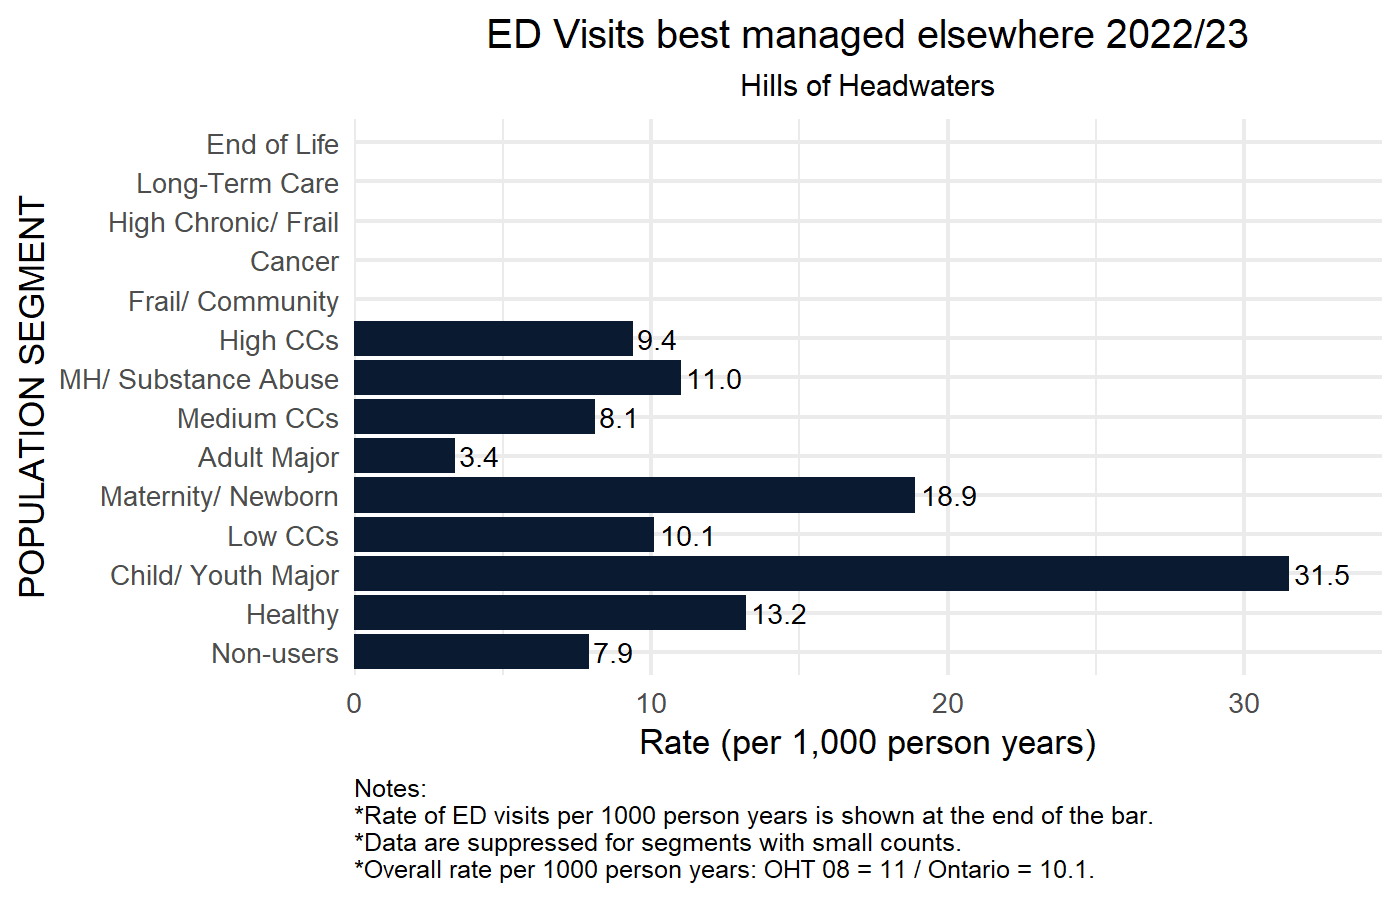 ED Visits best managed elsewhere 2022/23
Hills of Headwaters
POPULATION SEGMENT
End of Life
Long-Term Care
High Chronic/ Frail
Cancer
Frail/ Community
High CCs 9.4
MH/ Substance Abuse 11.0
Medium CCs 8.1
Adult Major 3.4
Maternity/ Newborn 18.9
Low CCs 10.1
Child/ Youth Major 31.5
Healthy 13.2
Non-users 7.9
0 10 20 30
Rate (per 1,000 person years)
Notes:
*Rate of ED visits per 1000 person years is shown at the end of the bar.
*Data are suppressed for segments with small counts.
*Overall rate per 1000 person years: OHT 08 = 11 / Ontario = 10.1.